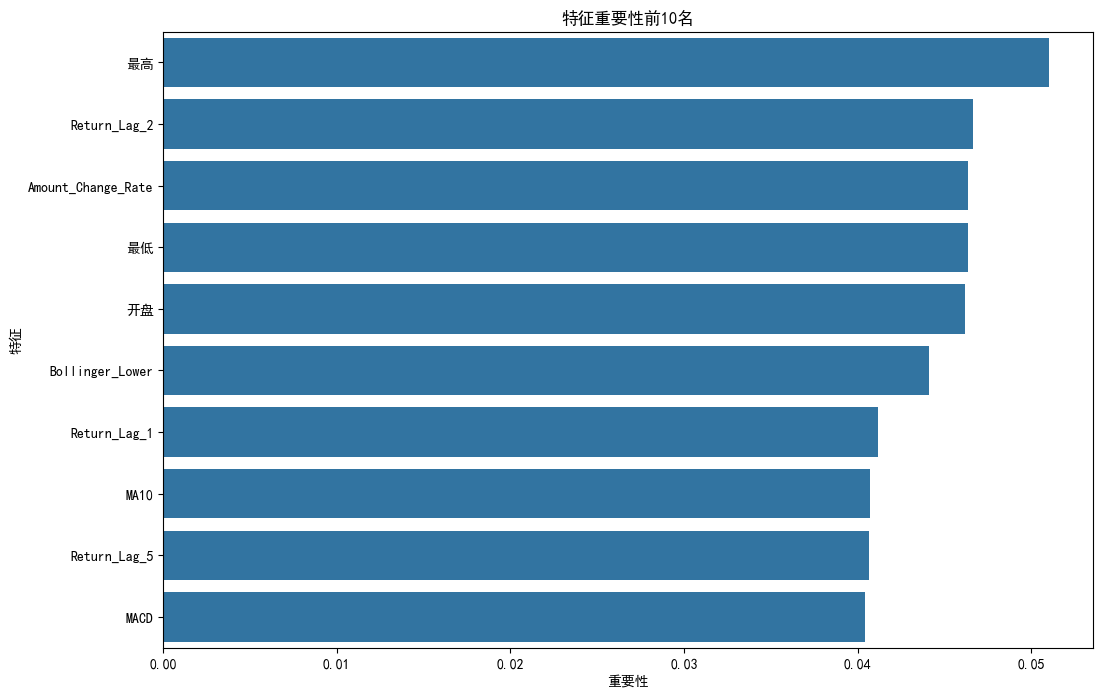 特征重要性前10名
特征
最高
Return_Lag_2
Amount_Change_Rate
最低
开盘
Bollinger_Lower
Return_Lag_1
MA10
Return_Lag_5
MACD
0.00 0.01 0.02 0.03 0.04 0.05
重要性